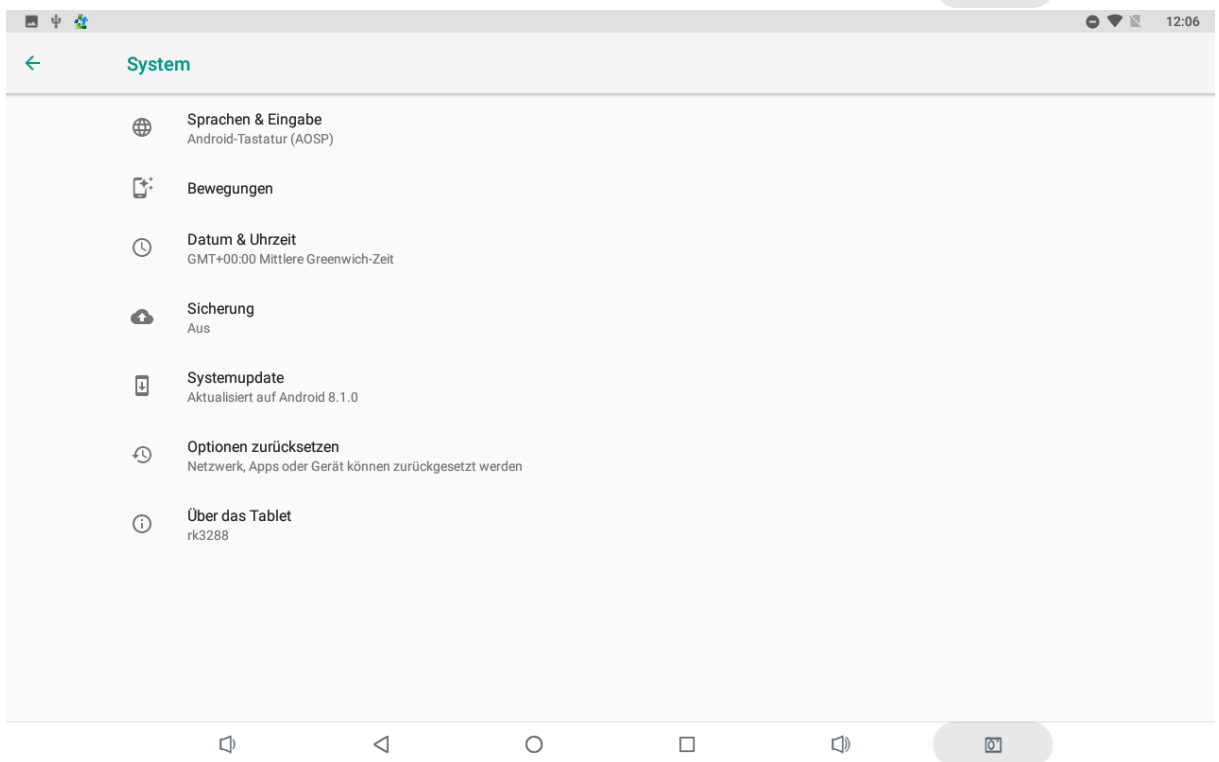 12:06
System
Sprachen & Eingabe
Android-Tastatur (AOSP)
Bewegungen
Datum & Uhrzeit
GMT+00:00 Mittlere Greenwich-Zeit
Sicherung
Aus
Systemupdate
Aktualisiert auf Android 8.1.0
Optionen zurücksetzen
Netzwerk, Apps oder Gerät können zurückgesetzt werden
Über das Tablet
rk3288